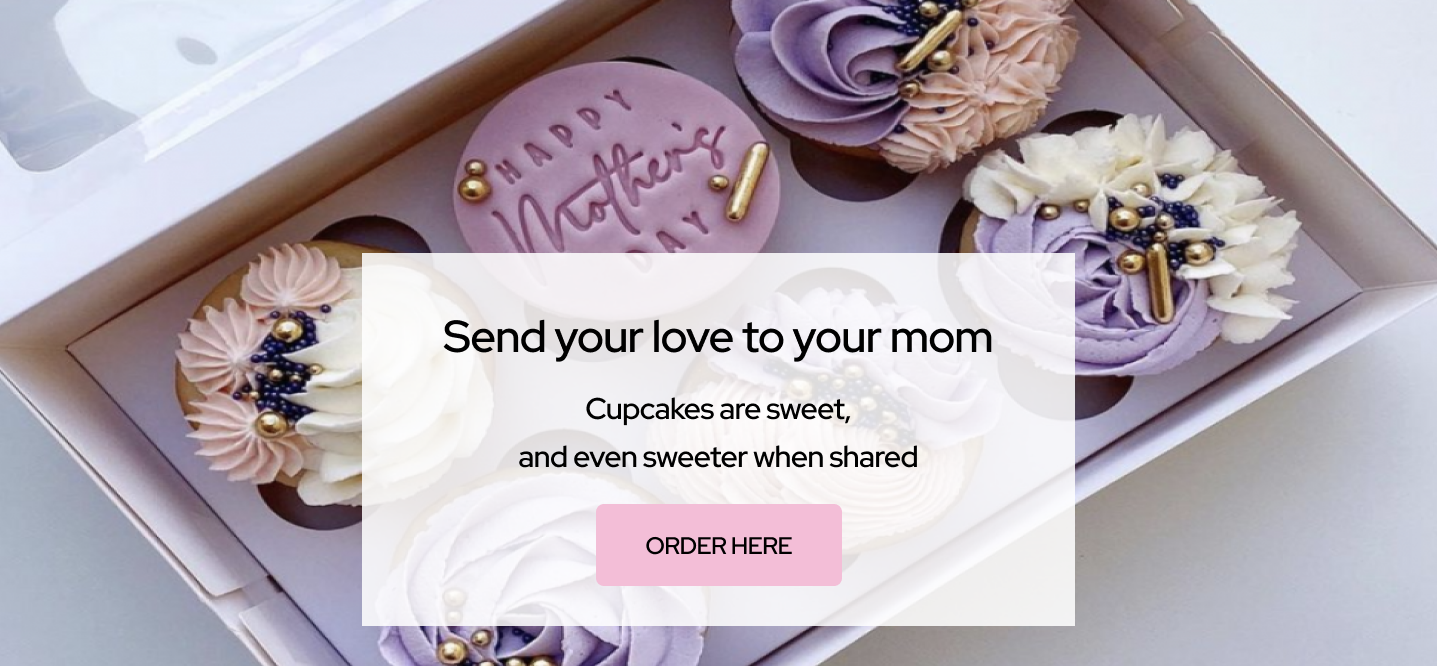 HAPPY
Mother's
DAY
Send your love to your mom
Cupcakes are sweet,
and even sweeter when shared
ORDER HERE